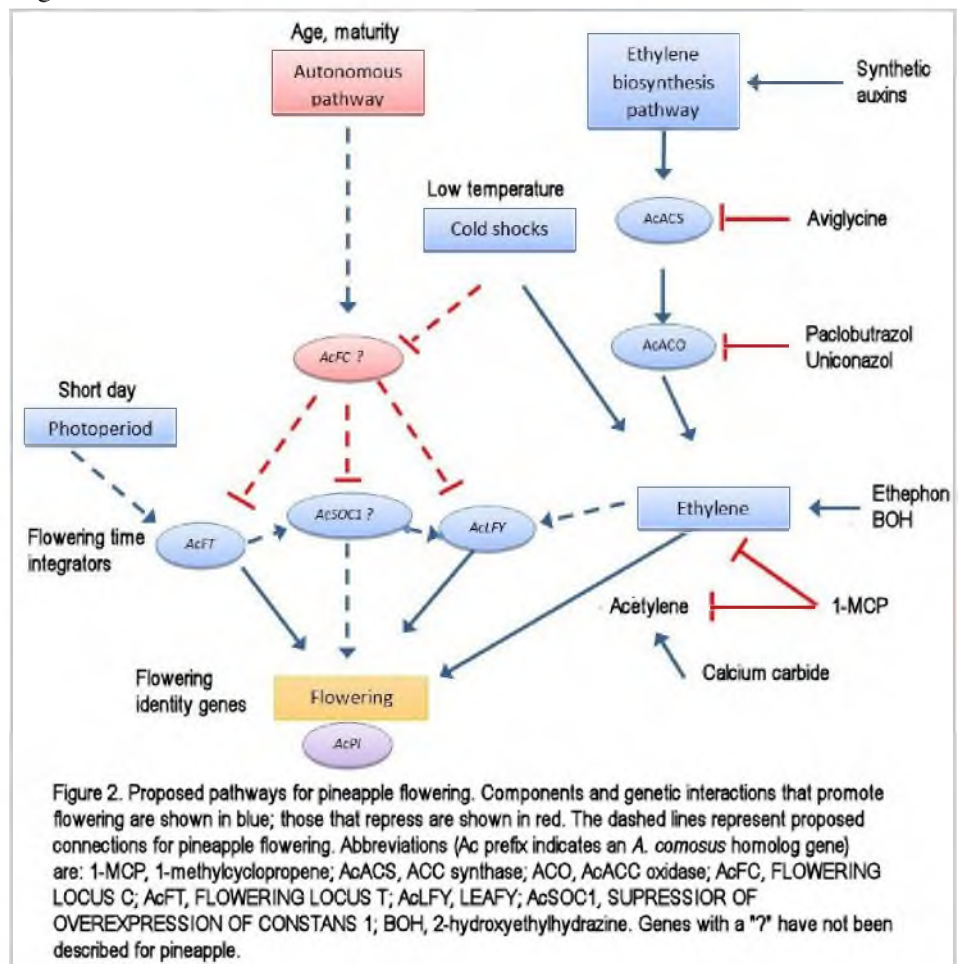 Age, maturity
Autonomous
pathway
Ethylene
biosynthesis
pathway
Synthetic
auxins
Low temperature
Cold shocks
AcACS
Aviglycine
AcFC ?
AcACO
Paclobutrazol
Uniconazol
Short day
Photoperiod
Flowering time
integrators
AcFT
AcSOC1 ?
AcLFY
Ethylene
Ethephon
BOH
Acetylene
1-MCP
Calcium carbide
Flowering
identity genes
Flowering
AcPI
Figure 2. Proposed pathways for pineapple flowering. Components and genetic interactions that promote
flowering are shown in blue; those that repress are shown in red. The dashed lines represent proposed
connections for pineapple flowering. Abbreviations (Ac prefix indicates an A. comosus homolog gene)
are: 1-MCP, 1-methylcyclopropene; AcACS, ACC synthase; ACO, AcACC oxidase; AcFC, FLOWERING
LOCUS C; AcFT, FLOWERING LOCUS T; AcLFY, LEAFY; AcSOC1, SUPRESSIOR OF
OVEREXPRESSION OF CONSTANS 1; BOH, 2-hydroxyethylhydrazine. Genes with a "?" have not been
described for pineapple.